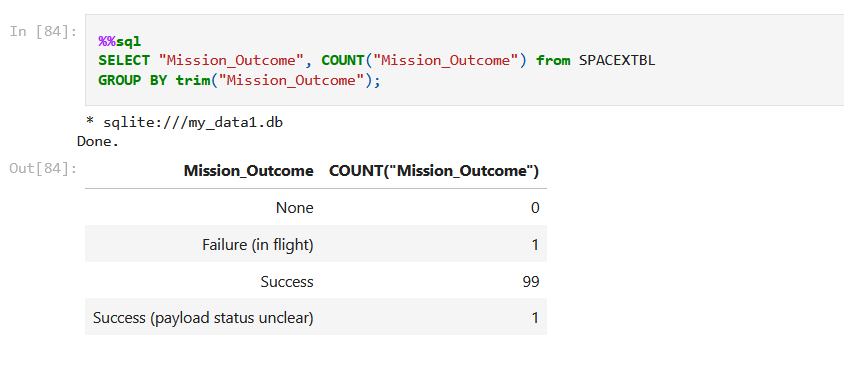 In [84]:
%%sql
SELECT "Mission_Outcome", COUNT("Mission_Outcome") from SPACEXTBL
GROUP BY trim("Mission_Outcome");
* sqlite:///my_data1.db
Done.
Out[84]:
Mission_Outcome COUNT("Mission_Outcome")
None 0
Failure (in flight) 1
Success 99
Success (payload status unclear) 1